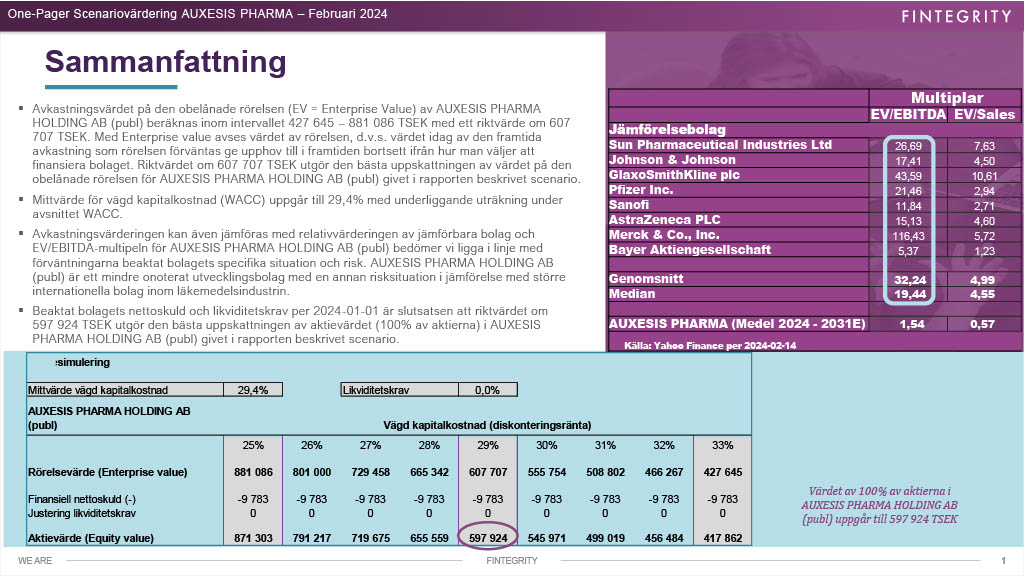 One-Pager Scenariovärdering AUXESIS PHARMA – Februari 2024
FINTEGRITY
Sammanfattning
▪ Avkastningsvärdet på den obelånade rörelsen (EV = Enterprise Value) av AUXESIS PHARMA
HOLDING AB (publ) beräknas inom intervallet 427 645 – 881 086 TSEK med ett riktvärde om 607
707 TSEK. Med Enterprise value avses värdet av rörelsen, d.v.s. värdet idag av den framtida
avkastning som rörelsen förväntas ge upphov till i framtiden bortsett ifrån hur man väljer att
finansiera bolaget. Riktvärdet om 607 707 TSEK utgör den bästa uppskattningen av värdet på den
obelånade rörelsen för AUXESIS PHARMA HOLDING AB (publ) givet i rapporten beskrivet scenario.
▪ Mittvärde för vägd kapitalkostnad (WACC) uppgår till 29,4% med underliggande uträkning under
avsnittet WACC.
▪ Avkastningsvärderingen kan även jämföras med relativvärderingen av jämförbara bolag och
EV/EBITDA-multipeln för AUXESIS PHARMA HOLDING AB (publ) bedömer vi ligga i linje med
förväntningarna beaktat bolagets specifika situation och risk. AUXESIS PHARMA HOLDING AB
(publ) är ett mindre onoterat utvecklingsbolag med en annan risksituation i jämförelse med större
internationella bolag inom läkemedelsindustrin.
▪ Beaktat bolagets nettoskuld och likviditetskrav per 2024-01-01 är slutsatsen att riktvärdet om
597 924 TSEK utgör den bästa uppskattningen av aktievärdet (100% av aktierna) i AUXESIS
PHARMA HOLDING AB (publ) givet i rapporten beskrivet scenario.
Multiplar
EV/EBITDA EV/Sales
Jämförelsebolag
Sun Pharmaceutical Industries Ltd 26,69 7,63
Johnson & Johnson 17,41 4,50
GlaxoSmithKline plc 43,59 10,61
Pfizer Inc. 21,46 2,94
Sanofi 11,84 2,71
AstraZeneca PLC 15,13 4,60
Merck & Co., Inc. 116,43 5,72
Bayer Aktiengesellschaft 5,37 1,23
Genomsnitt 32,24 4,99
Median 19,44 4,55
AUXESIS PHARMA (Medel 2024 - 2031E) 1,54 0,57
Källa: Yahoo Finance per 2024-02-14
esimulering
Mittvärde vägd kapitalkostnad 29,4% Likviditetskrav 0,0%
AUXESIS PHARMA HOLDING AB
(publ) Vägd kapitalkostnad (diskonteringsränta)
25% 26% 27% 28% 29% 30% 31% 32% 33%
Rörelsevärde (Enterprise value) 881 086 801 000 729 458 665 342 607 707 555 754 508 802 466 267 427 645
Finansiell nettoskuld (-) -9 783 -9 783 -9 783 -9 783 -9 783 -9 783 -9 783 -9 783 -9 783
Justering likviditetskrav 0 0 0 0 0 0 0 0 0
Aktievärde (Equity value) 871 303 791 217 719 675 655 559 597 924 545 971 499 019 456 484 417 862
Värdet av 100% av aktierna i
AUXESIS PHARMA HOLDING AB
(publ) uppgår till 597 924 TSEK
WE ARE FINTEGRITY 1